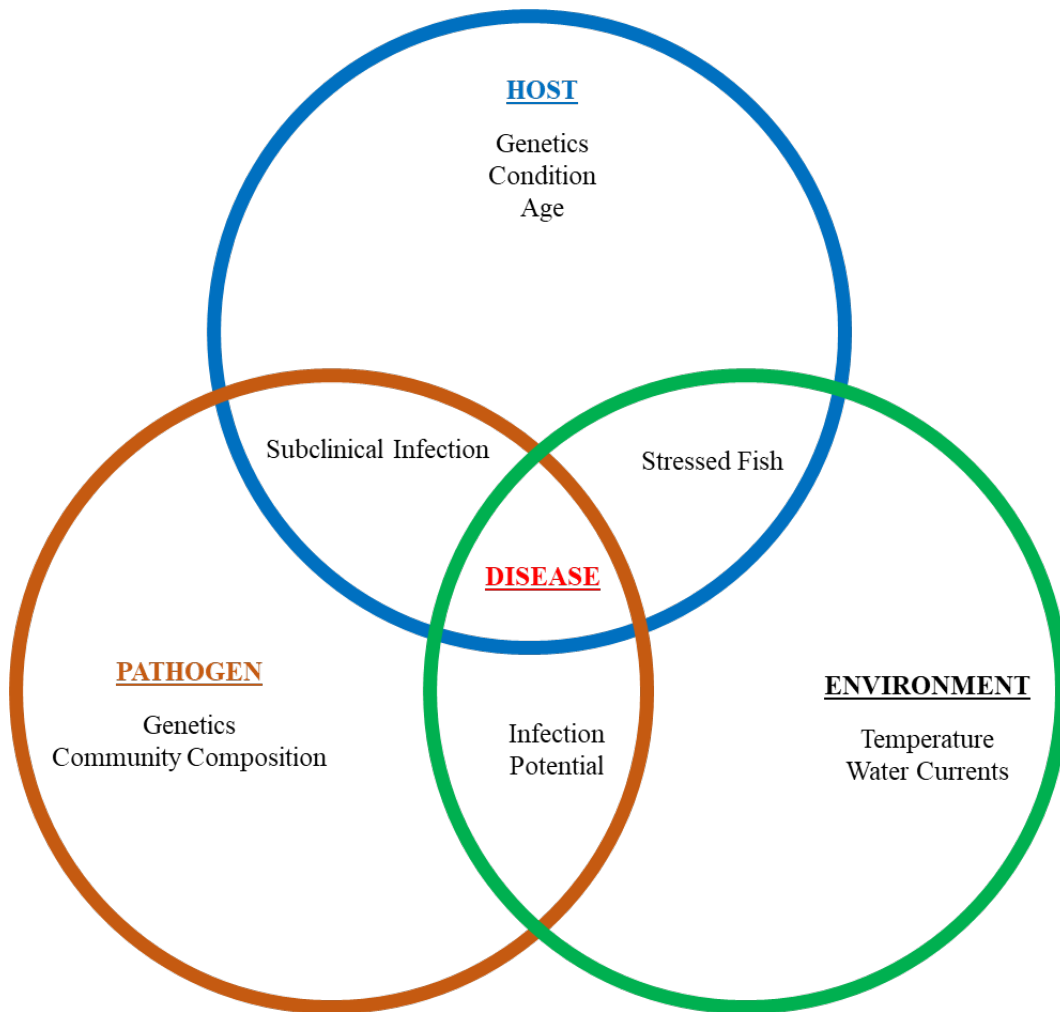 HOST
Genetics
Condition
Age
Subclinical Infection
Stressed Fish
DISEASE
PATHOGEN
Genetics
Community Composition
Infection
Potential
ENVIRONMENT
Temperature
Water Currents